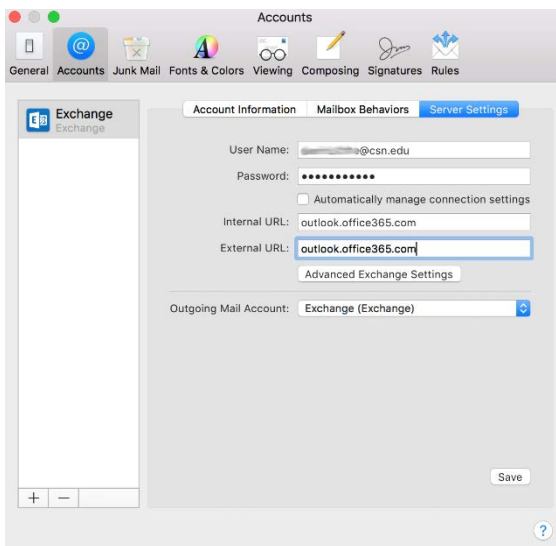 Accounts
General Accounts Junk Mail Fonts & Colors Viewing Composing Signatures Rules
Exchange
Exchange
Account Information Mailbox Behaviors Server Settings
User Name: @csn.edu
Password: •••••••••••
Automatically manage connection settings
Internal URL: outlook.office365.com
External URL: outlook.office365.com
Advanced Exchange Settings
Outgoing Mail Account: Exchange (Exchange)
Save
+ −
?